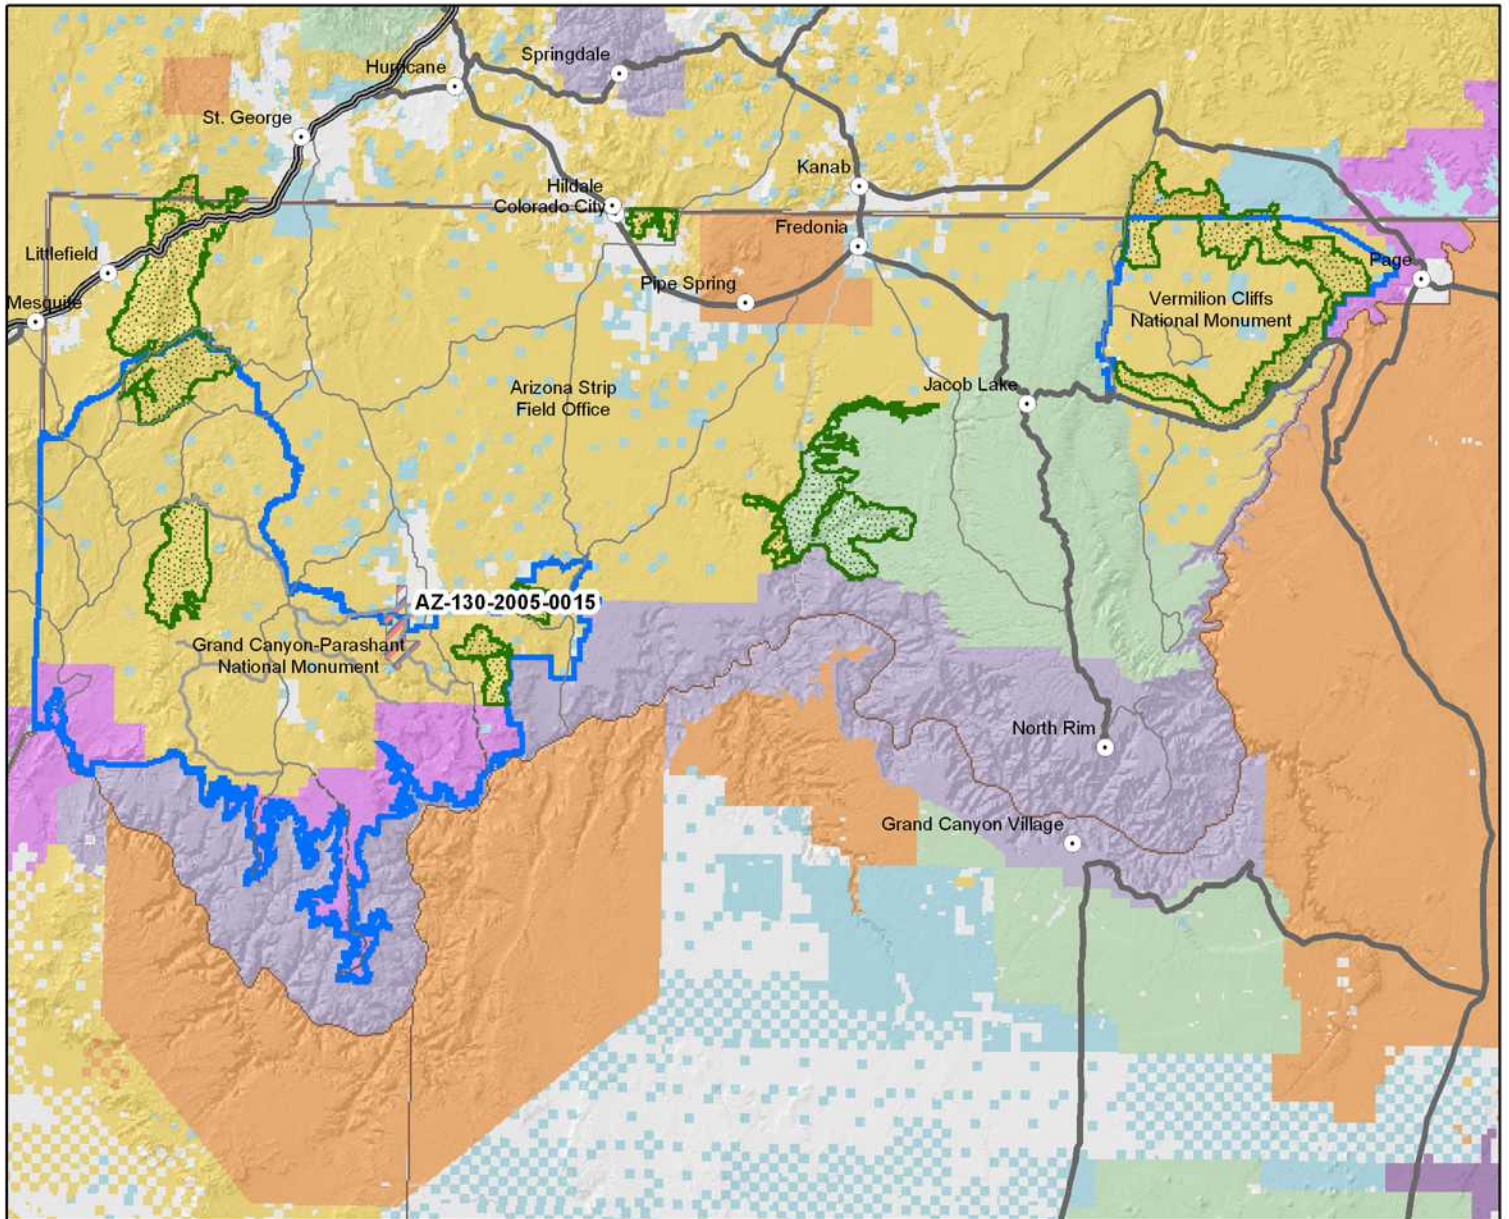 Springdale
Hurricane
St. George
Kanab
Hildale
Colorado City
Fredonia
Littlefield
Page
Pipe Spring
Mesquite
Vermilion Cliffs
National Monument
Arizona Strip
Field Office
Jacob Lake
AZ-130-2005-0015
Grand Canyon-Parashant
National Monument
North Rim
Grand Canyon Village